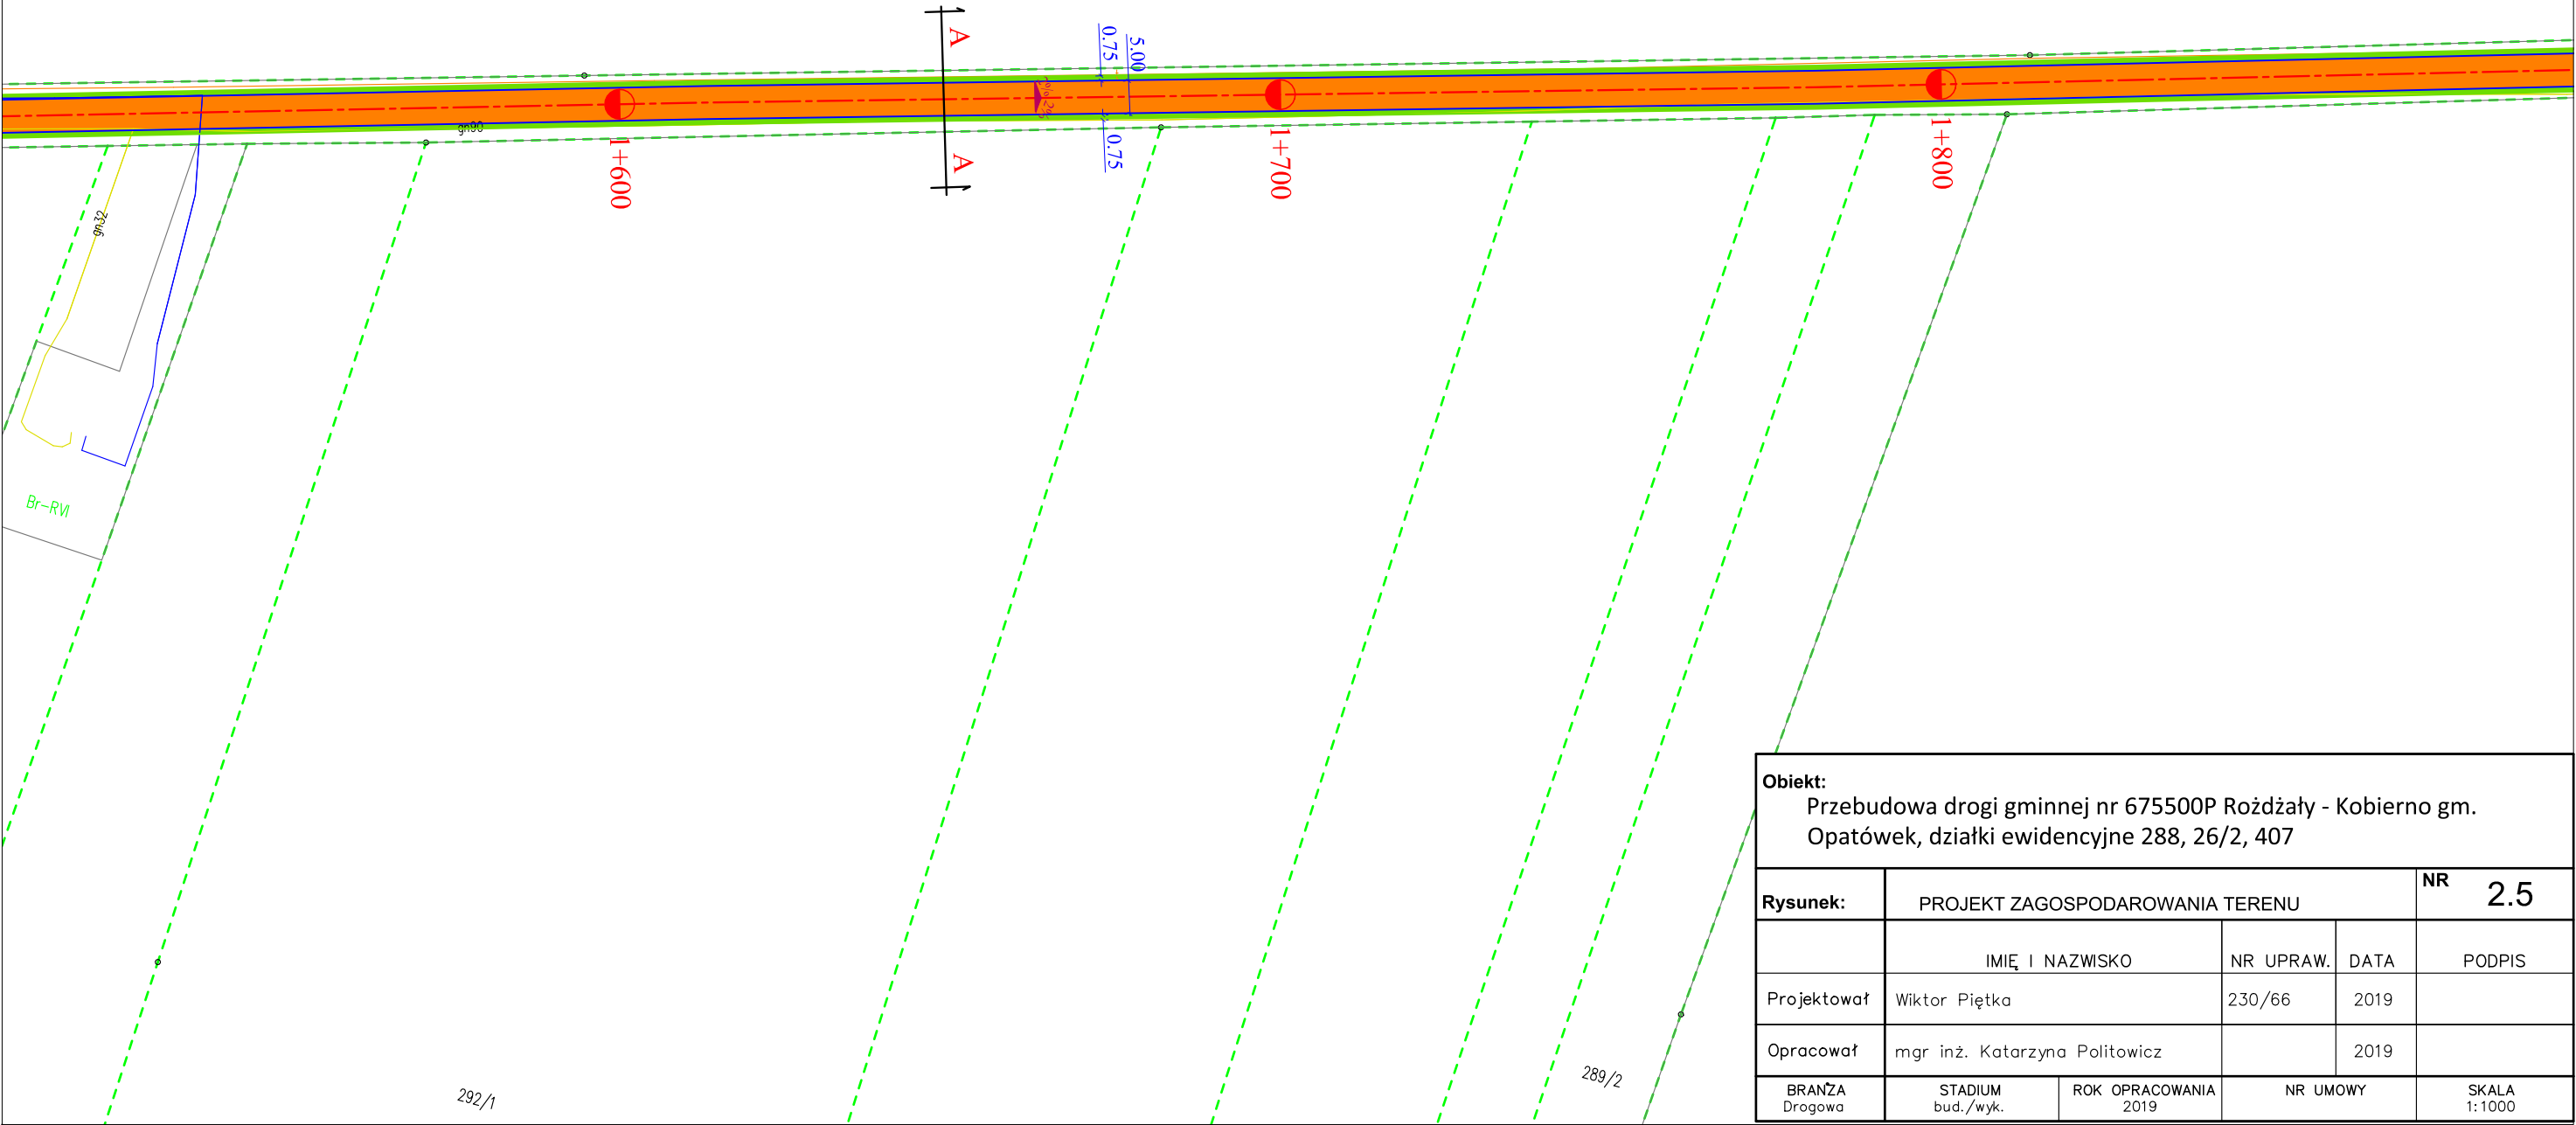 A
5.00
0.75
2% 2%
gn90
0.75
A
1+600
1+700
1+800
gn32
Br-RVI
292/1
289/2
Obiekt:
Przebudowa drogi gminnej nr 675500P Rożdżały - Kobierno gm.
Opatówek, działki ewidencyjne 288, 26/2, 407
Rysunek: PROJEKT ZAGOSPODAROWANIA TERENU NR 2.5
IMIĘ I NAZWISKO NR UPRAW. DATA PODPIS
Projektował Wiktor Piętka 230/66 2019
Opracował mgr inż. Katarzyna Politowicz 2019
BRANŻA STADIUM ROK OPRACOWANIA NR UMOWY SKALA
Drogowa bud./wyk. 2019 1:1000